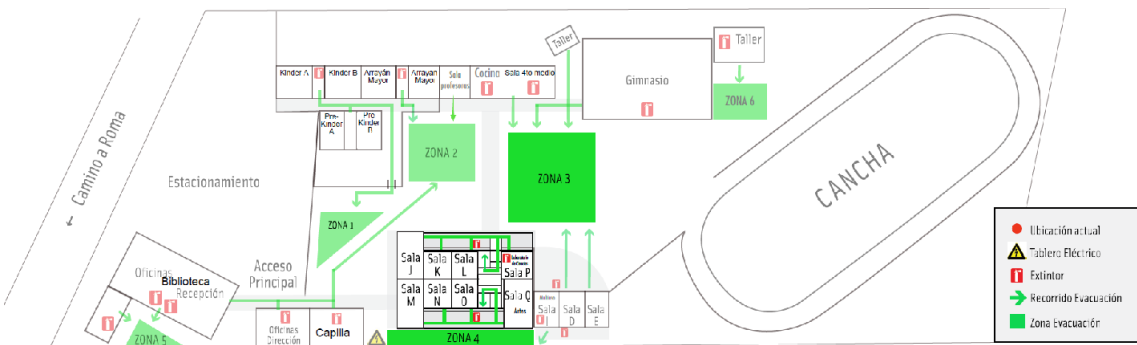 Taller
Taller
Kinder A
Kinder B
Arrayán
Mayor
Arrayan
Mayor
Sala
profesores
Cocina
Sala 4to medio
Gimnasio
ZONA 6
Pre-
Kinder
A
Pre
Kinder
B
ZONA 2
ZONA 3
← Camino a Roma
Estacionamiento
ZONA 1
CANCHA
Sala
J
Sala
K
Sala
L
Sala P
Sala
M
Sala
N
Sala
O
Sala Q
Artes
Sala
Sala
D
Sala
E
Oficinas
Biblioteca
Recepción
Acceso
Principal
ZONA 5
Oficinas
Dirección
Capilla
ZONA 4
Ubicación actual
Tablero Eléctrico
Extintor
Recorrido Evacuación
Zona Evacuación